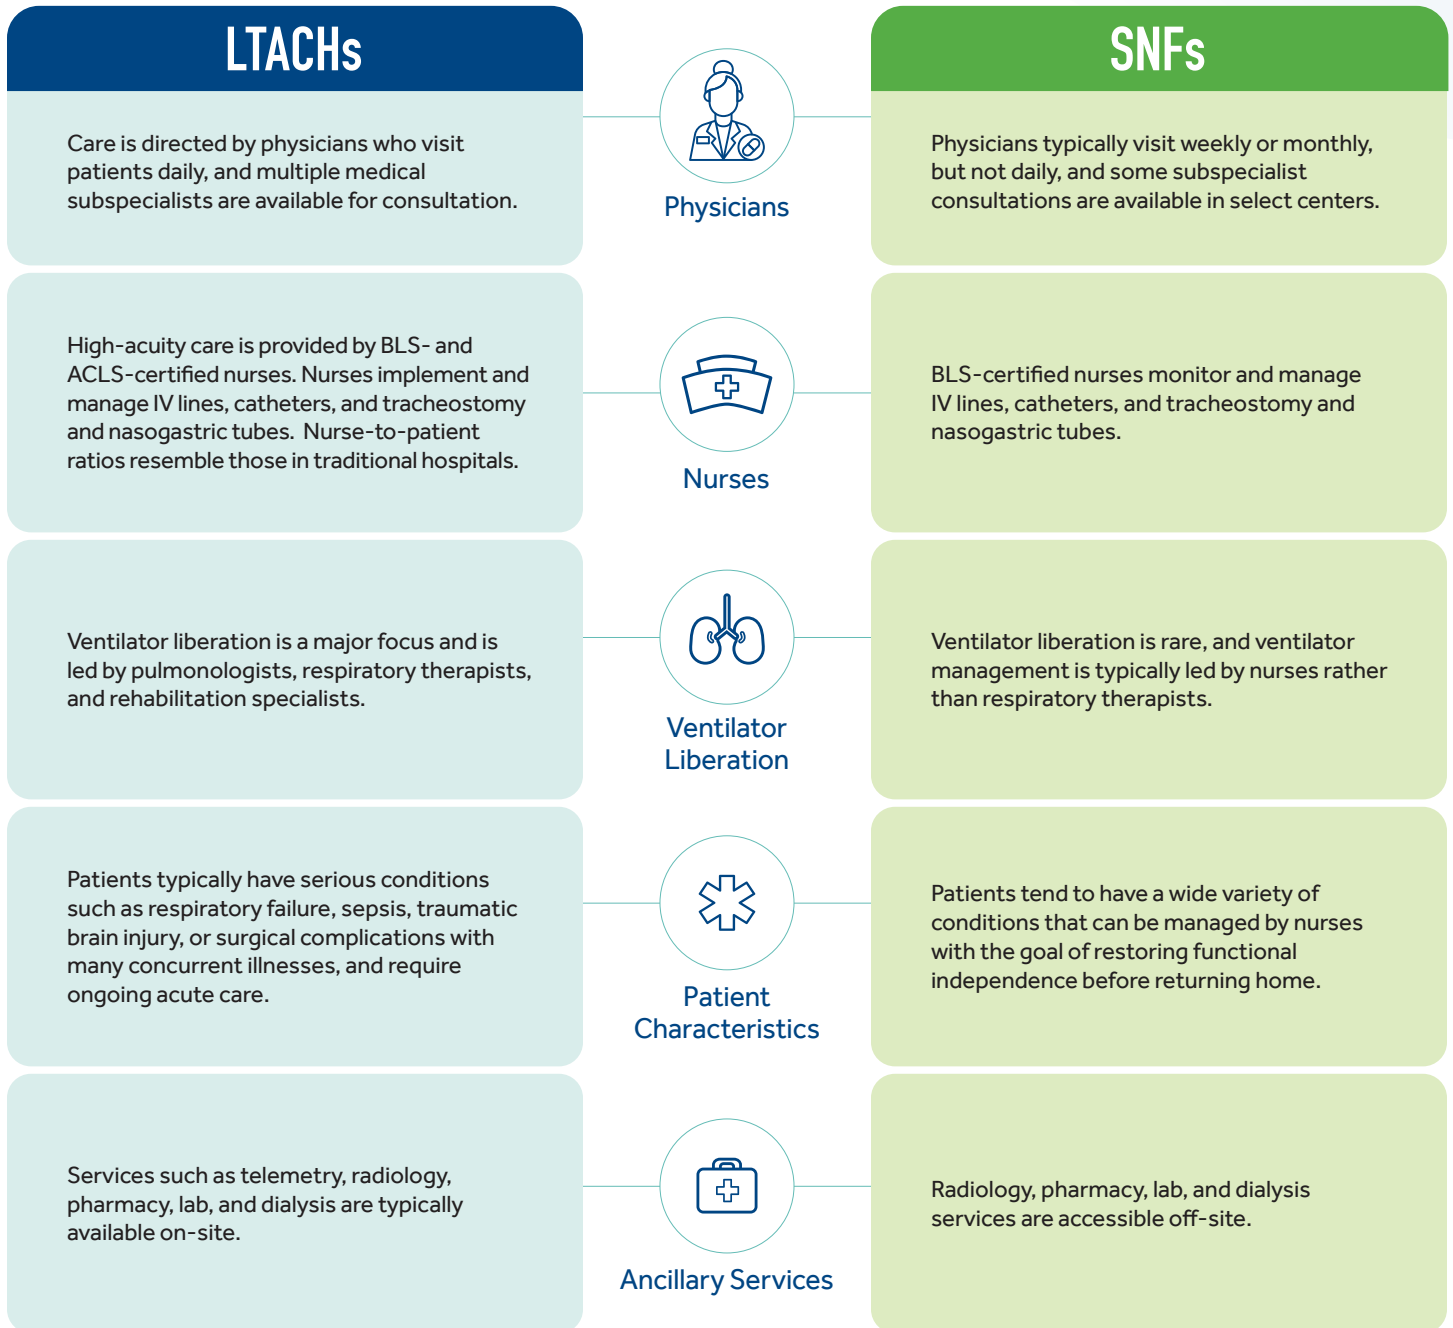 LTACHs
SNFs
Care is directed by physicians who visit
patients daily, and multiple medical
subspecialists are available for consultation.
Physicians
Physicians typically visit weekly or monthly,
but not daily, and some subspecialist
consultations are available in select centers.
High-acuity care is provided by BLS- and
ACLS-certified nurses. Nurses implement and
manage IV lines, catheters, and tracheostomy
and nasogastric tubes.  Nurse-to-patient
ratios resemble those in traditional hospitals.
Nurses
BLS-certified nurses monitor and manage
IV lines, catheters, and tracheostomy and
nasogastric tubes.
Ventilator liberation is a major focus and is
led by pulmonologists, respiratory therapists,
and rehabilitation specialists.
Ventilator
Liberation
Ventilator liberation is rare, and ventilator
management is typically led by nurses rather
than respiratory therapists.
Patients typically have serious conditions
such as respiratory failure, sepsis, traumatic
brain injury, or surgical complications with
many concurrent illnesses, and require
ongoing acute care.
Patient
Characteristics
Patients tend to have a wide variety of
conditions that can be managed by nurses
with the goal of restoring functional
independence before returning home.
Services such as telemetry, radiology,
pharmacy, lab, and dialysis are typically
available on-site.
Ancillary Services
Radiology, pharmacy, lab, and dialysis
services are accessible off-site.